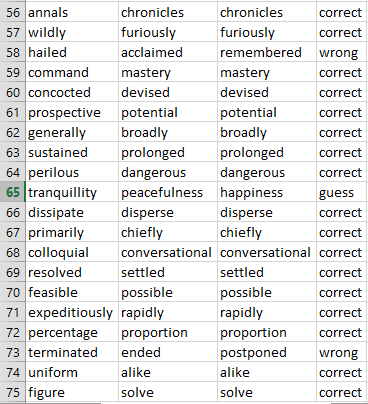 56 annals chronicles chronicles correct
57 wildly furiously furiously correct
58 hailed acclaimed remembered wrong
59 command mastery mastery correct
60 concocted devised devised correct
61 prospective potential potential correct
62 generally broadly broadly correct
63 sustained prolonged prolonged correct
64 perilous dangerous dangerous correct
65 tranquillity peacefulness happiness guess
66 dissipate disperse disperse correct
67 primarily chiefly chiefly correct
68 colloquial conversational conversational correct
69 resolved settled settled correct
70 feasible possible possible correct
71 expeditiously rapidly rapidly correct
72 percentage proportion proportion correct
73 terminated ended postponed wrong
74 uniform alike alike correct
75 figure solve solve correct